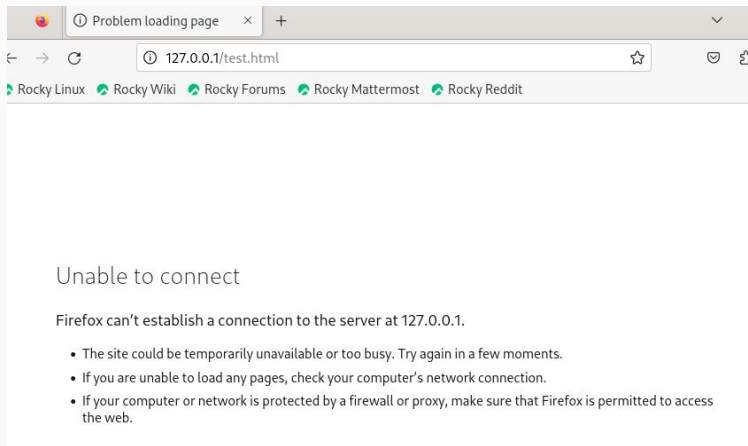 Problem loading page
127.0.0.1/test.html
Rocky Linux Rocky Wiki Rocky Forums Rocky Mattermost Rocky Reddit
Unable to connect
Firefox can’t establish a connection to the server at 127.0.0.1.
• The site could be temporarily unavailable or too busy. Try again in a few moments.
• If you are unable to load any pages, check your computer’s network connection.
• If your computer or network is protected by a firewall or proxy, make sure that Firefox is permitted to access
the web.